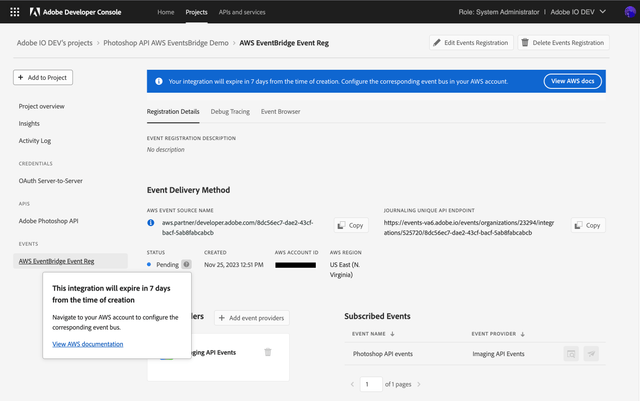 Adobe Developer Console
Home
Projects
APIs and services
Role: System Administrator
Adobe IO DEV
Adobe IO DEV's projects
Photoshop API AWS EventsBridge Demo
AWS EventBridge Event Reg
Edit Events Registration
Delete Events Registration
Add to Project
Your integration will expire in 7 days from the time of creation. Configure the corresponding event bus in your AWS account.
View AWS docs
Project overview
Insights
Activity Log
CREDENTIALS
OAuth Server-to-Server
APIS
Adobe Photoshop API
EVENTS
AWS EventBridge Event Reg
Registration Details
Debug Tracing
Event Browser
EVENT REGISTRATION DESCRIPTION
No description
Event Delivery Method
AWS EVENT SOURCE NAME
aws.partner/developer.adobe.com/8dc56ec7-dae2-43cf-
bacf-5ab8fabcabcb
Copy
JOURNALING UNIQUE API ENDPOINT
https://events-va6.adobe.io/events/organizations/23294/integr
ations/525720/8dc56ec7-dae2-43cf-bacf-5ab8fabcabcb
Copy
STATUS
Pending
CREATED
Nov 25, 2023 12:51 PM
AWS ACCOUNT ID
AWS REGION
US East (N.
Virginia)
This integration will expire in 7 days
from the time of creation
Navigate to your AWS account to configure the
corresponding event bus.
View AWS documentation
ders
Add event providers
ging API Events
Subscribed Events
EVENT NAME
EVENT PROVIDER
Photoshop API events
Imaging API Events
1
of 1 pages